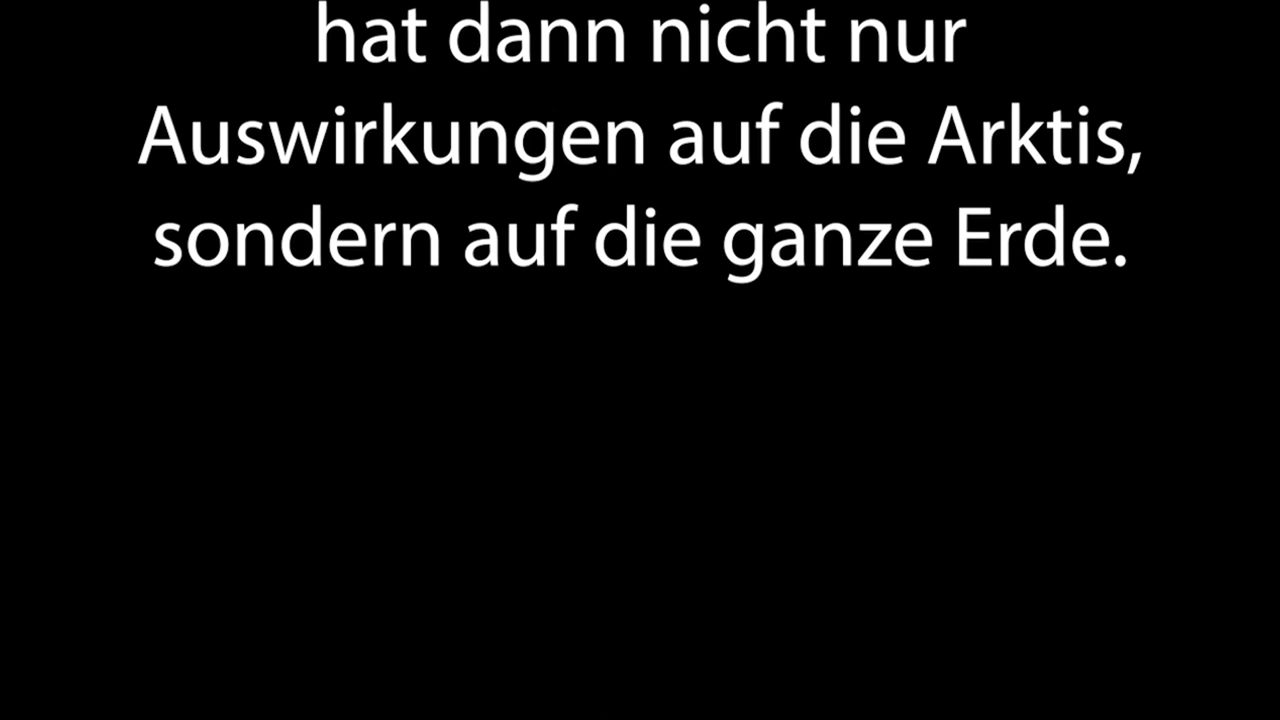 hat dann nicht nur
Auswirkungen auf die Arktis,
sondern auf die ganze Erde.